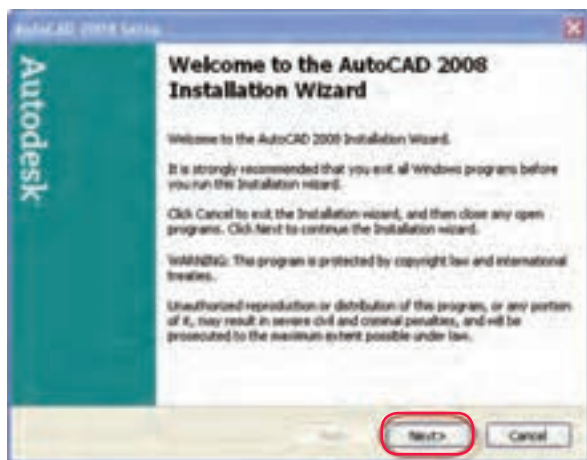 AutoCAD 2008 Setup
Autodesk
Welcome to the AutoCAD 2008
Installation Wizard
Welcome to the AutoCAD 2008 Installation Wizard.
It is strongly recommended that you exit all Windows programs before
you run this Installation wizard.
Click Cancel to exit the Installation wizard, and then close any open
programs. Click Next to continue the Installation wizard.
WARNING: This program is protected by copyright law and international
treaties.
Unauthorized reproduction or distribution of this program, or any portion
of it, may result in severe civil and criminal penalties, and will be
prosecuted to the maximum extent possible under law.
Next> Cancel